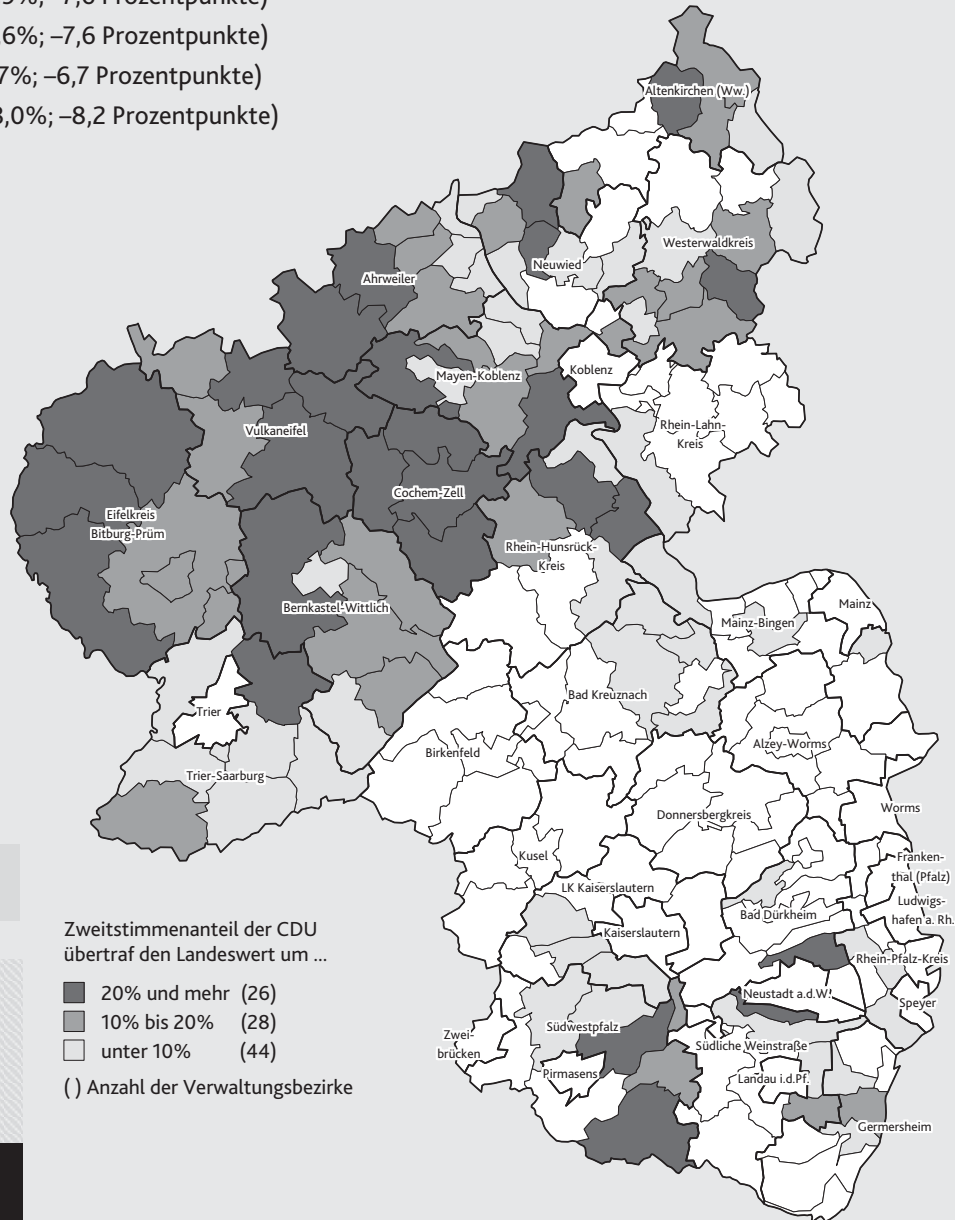 6%; –7,6 Prozentpunkte)
7%; –6,7 Prozentpunkte)
,0%; –8,2 Prozentpunkte)
Altenkirchen (Ww.)
Westerwaldkreis
Neuwied
Ahrweiler
Koblenz
Mayen-Koblenz
Rhein-Lahn-
Kreis
Vulkaneifel
Cochem-Zell
Eifelkreis
Bitburg-Prüm
Rhein-Hunsrück-
Kreis
Bernkastel-Wittlich
Mainz
Mainz-Bingen
Bad Kreuznach
Trier
Alzey-Worms
Birkenfeld
Trier-Saarburg
Worms
Donnersbergkreis
Kusel
Franken-
thal (Pfalz)
LK Kaiserslautern
Ludwigs-
hafen a. Rh.
Bad Dürkheim
Kaiserslautern
Rhein-Pfalz-Kreis
Neustadt a.d.W.
Speyer
Südwestpfalz
Zwei-
brücken
Südliche Weinstraße
Pirmasens
Landau i.d.Pf.
Germersheim
Zweitstimmenanteil der CDU
übertraf den Landeswert um ...
20% und mehr (26)
10% bis 20% (28)
unter 10% (44)
( ) Anzahl der Verwaltungsbezirke